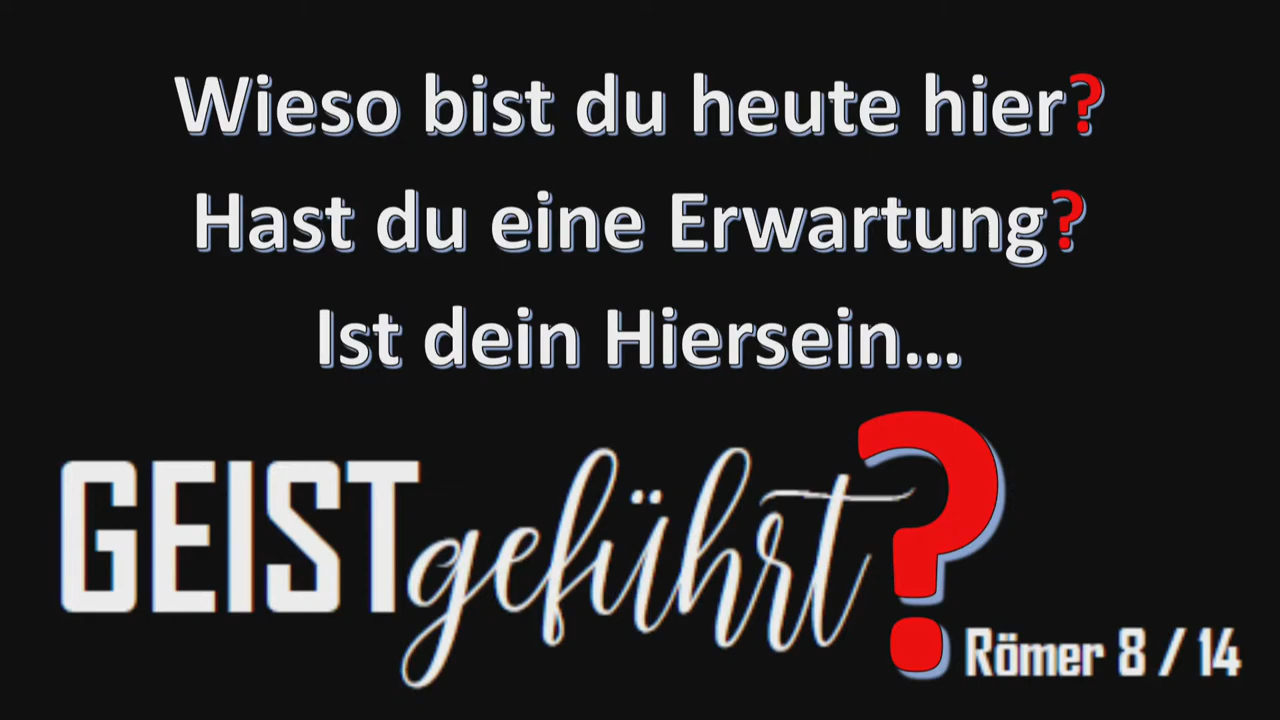 Wieso bist du heute hier?
Hast du eine Erwartung?
Ist dein Hiersein...
GEISTgeführt?
Römer 8 / 14